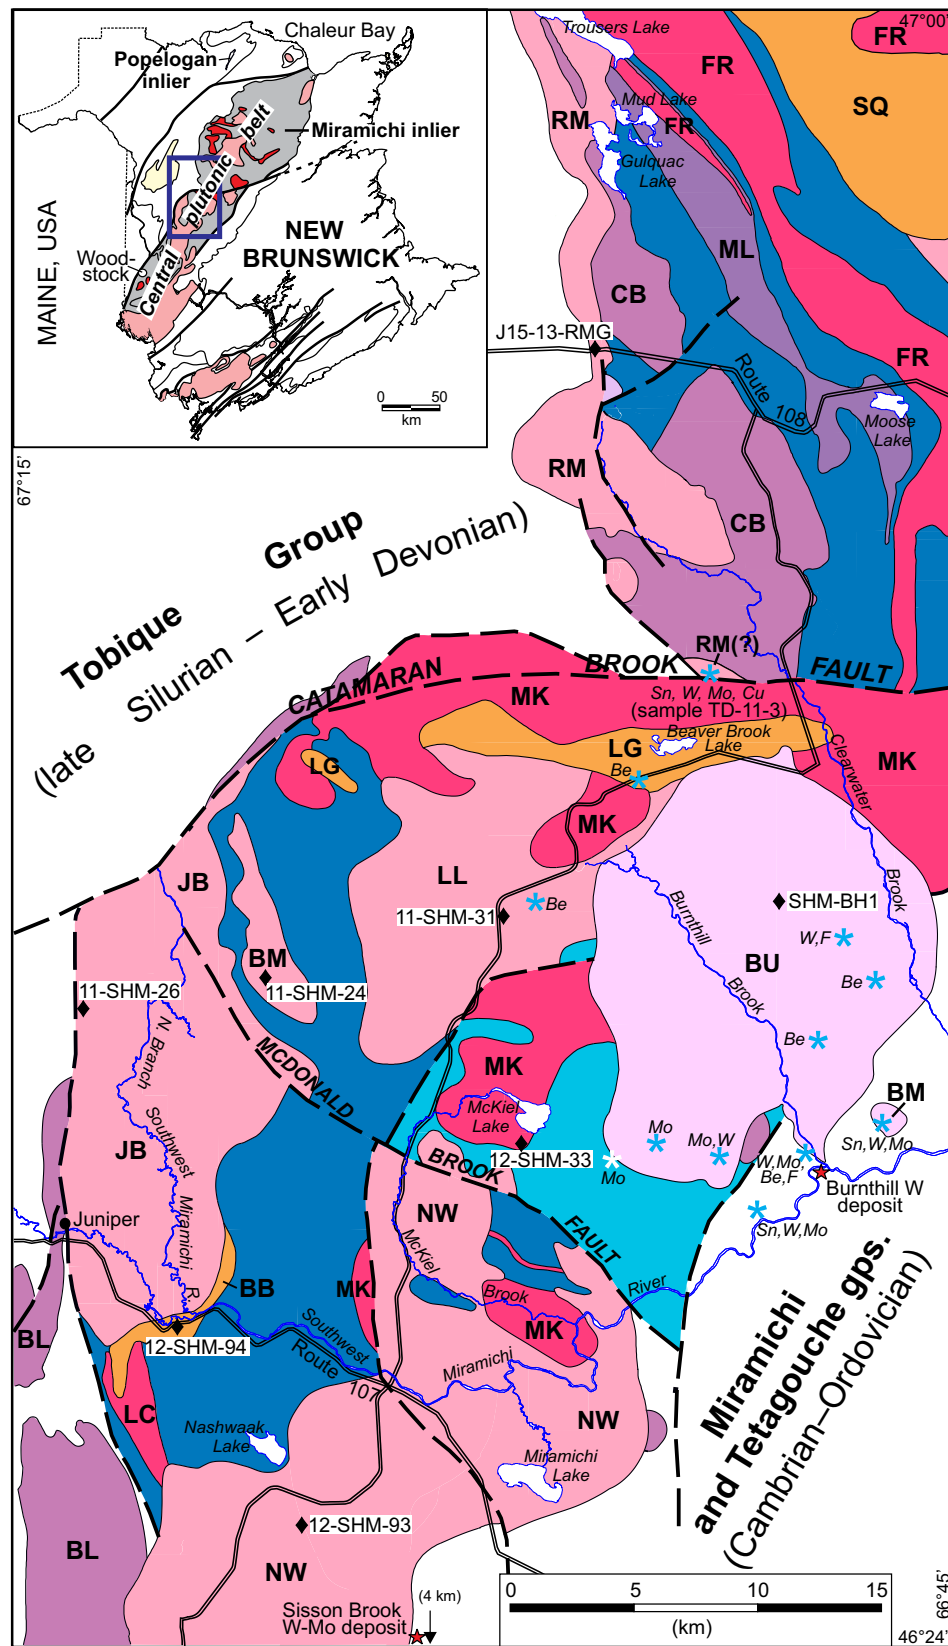 47°00'
Chaleur Bay
Popelogan
inlier
Miramichi inlier
Central plutonic belt
MAINE, USA
NEW
BRUNSWICK
Wood-
stock
0 50
km
67°15'
Trousers Lake
FR
FR
SQ
RM
Mud Lake
FR
Gulquac
Lake
ML
CB
J15-13-RMG
Route 108
FR
Moose
Lake
RM
CB
Tobique Group
(late Silurian – Early Devonian)
RM(?)
CATAMARAN BROOK FAULT
Sn, W, Mo, Cu
(sample TD-11-3)
MK
Beaver Brook
Lake
LG
LG
Be
MK
MK
Clearwater Brook
JB
LL
11-SHM-31
Be
Burnthill Brook
SHM-BH1
W,F
BU
Be
BM
11-SHM-24
11-SHM-26
N. Branch Southwest Miramichi R.
MCDONALD BROOK FAULT
MK
McKiel
Lake
12-SHM-33
Be
BM
Sn,W,Mo
Mo
Mo,W
Mo
W,Mo,
Be,F
Burnthill W
deposit
Sn,W,Mo
JB
Juniper
NW
McKiel Brook
River
BB
MK
MK
BL
12-SHM-94
Southwest Miramichi
Route 107
LC
Nashwaak
Lake
NW
Miramichi
Lake
Miramichi
and Tetagouche gps.
(Cambrian–Ordovician)
12-SHM-93
BL
NW
Sisson Brook
W-Mo deposit
(4 km)
0 5 10 15
(km)
66°45'
46°24'